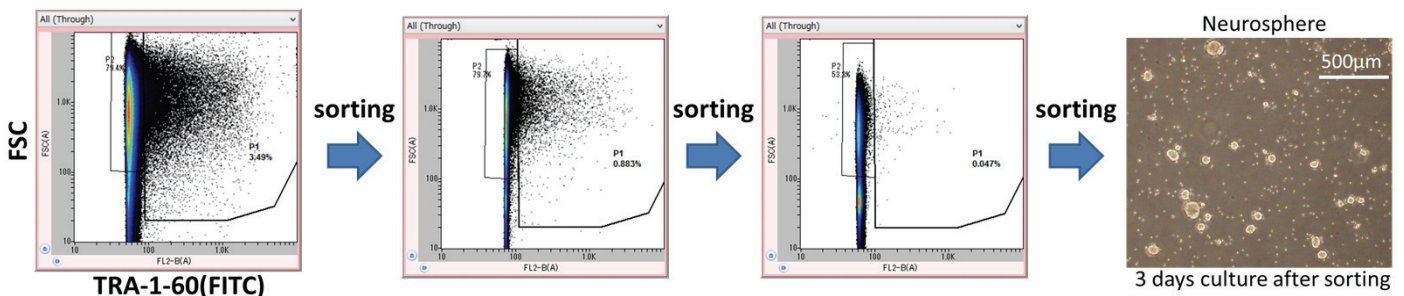 All (Through)
FSC
FSC(A)
P2
79.4%
P1
3.49%
1.0K
100
10
10
100
1.0K
FL2-B(A)
TRA-1-60(FITC)
sorting
All (Through)
FSC(A)
P2
79.7%
P1
0.883%
1.0K
100
10
10
100
1.0K
FL2-B(A)
sorting
All (Through)
FSC(A)
P2
P1
0.047%
1.0K
100
10
10
100
1.0K
FL2-B(A)
sorting
Neurosphere
500μm
3 days culture after sorting